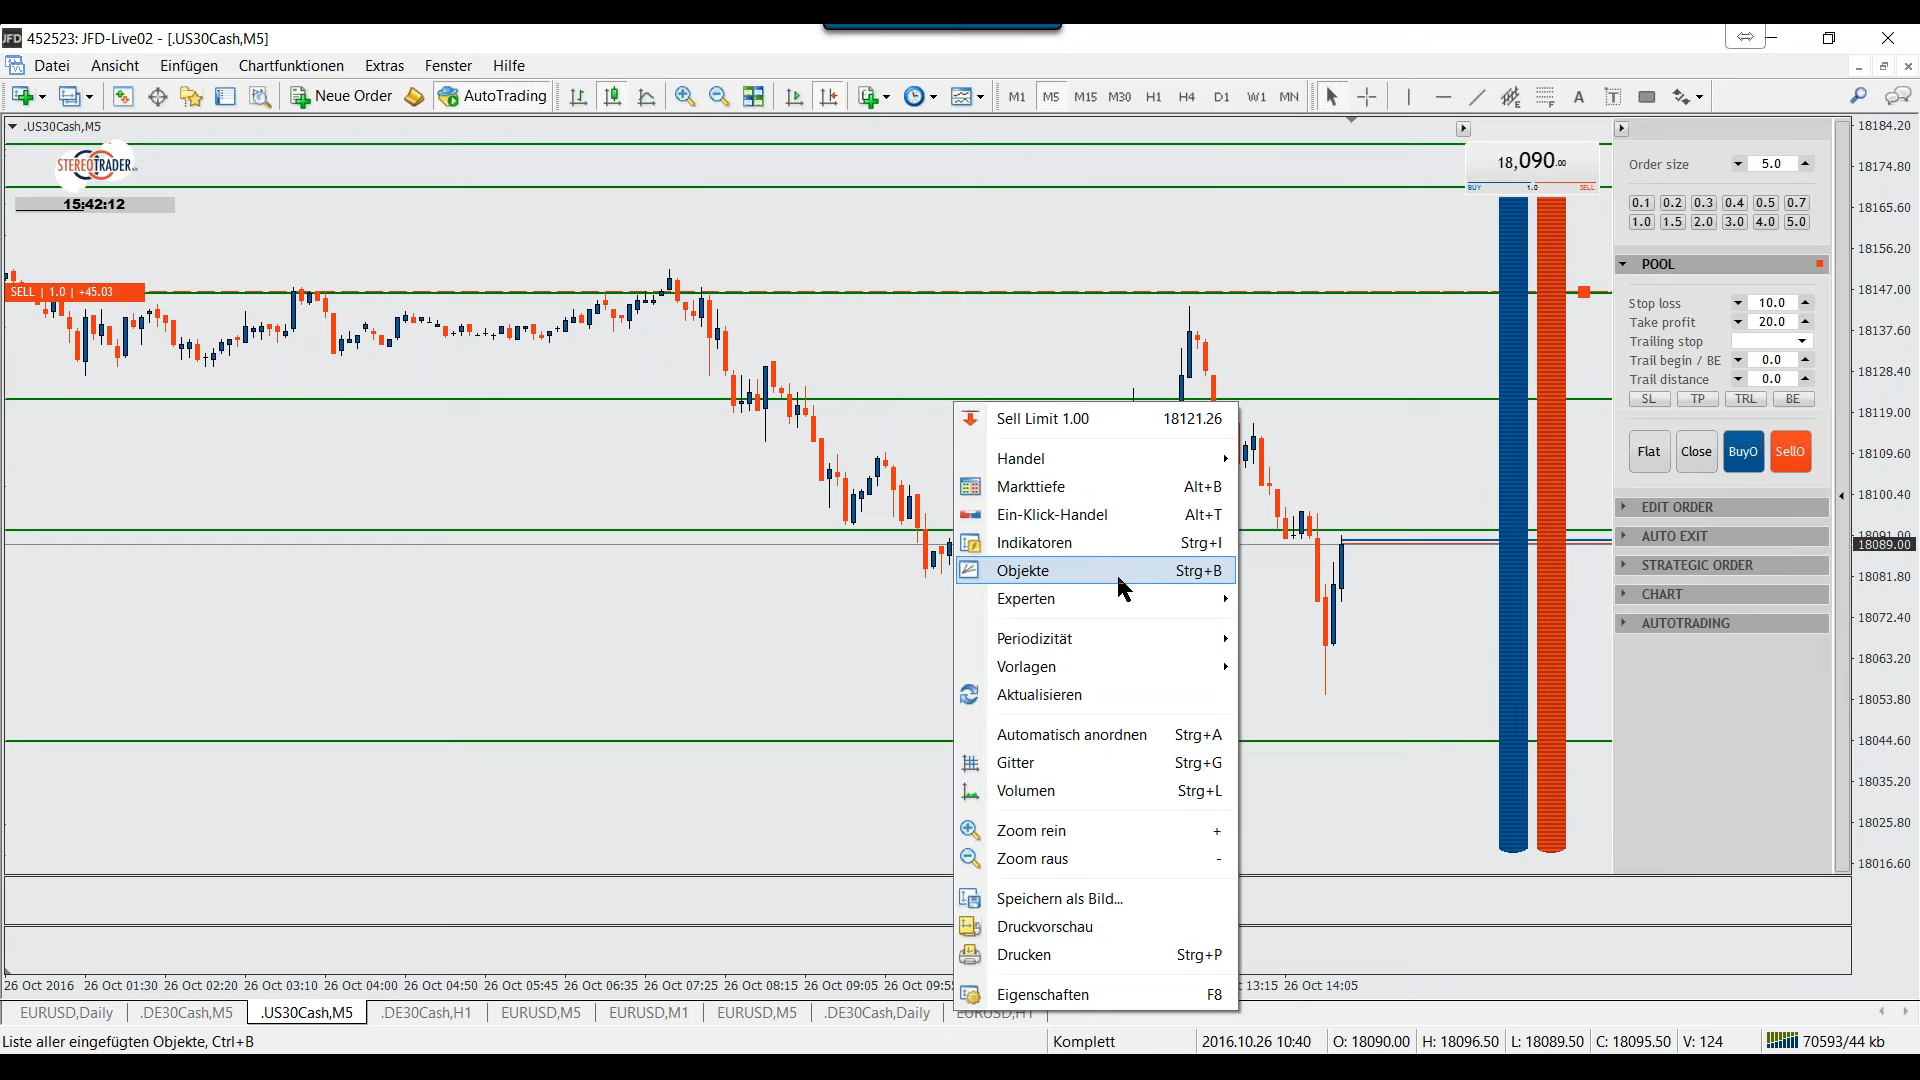 JFD 452523: JFD-Live02 - [.US30Cash,M5]
Datei Ansicht Einfügen Chartfunktionen Extras Fenster Hilfe
Neue Order AutoTrading M1 M5 M15 M30 H1 H4 D1 W1 MN A T
.US30Cash,M5
STEREOTRADER
15:42:12
SELL | 1.0 | +45.03
18,090.00
BUY 1.0 SELL
Order size 5.0
0.1 0.2 0.3 0.4 0.5 0.7
1.0 1.5 2.0 3.0 4.0 5.0
POOL
Stop loss 10.0
Take profit 20.0
Trailing stop
Trail begin / BE 0.0
Trail distance 0.0
SL TP TRL BE
Flat Close BuyO SellO
EDIT ORDER
AUTO EXIT
STRATEGIC ORDER
CHART
AUTOTRADING
18184.20
18174.80
18165.60
18156.20
18147.00
18137.60
18128.40
18119.00
18109.60
18100.40
18089.00
18081.80
18072.40
18063.20
18053.80
18044.60
18035.20
18025.80
18016.60
Sell Limit 1.00 18121.26
Handel
Markttiefe Alt+B
Ein-Klick-Handel Alt+T
Indikatoren Strg+I
Objekte Strg+B
Experten
Periodizität
Vorlagen
Aktualisieren
Automatisch anordnen Strg+A
Gitter Strg+G
Volumen Strg+L
Zoom rein +
Zoom raus -
Speichern als Bild...
Druckvorschau
Drucken Strg+P
Eigenschaften F8
26 Oct 2016 26 Oct 01:30 26 Oct 02:20 26 Oct 03:10 26 Oct 04:00 26 Oct 04:50 26 Oct 05:45 26 Oct 06:35 26 Oct 07:25 26 Oct 08:15 26 Oct 09:05 26 Oct 09:55 13:15 26 Oct 14:05
EURUSD,Daily .DE30Cash,M5 .US30Cash,M5 .DE30Cash,H1 EURUSD,M5 EURUSD,M1 EURUSD,M5 .DE30Cash,Daily EURUSD,H1
Liste aller eingefügten Objekte, Ctrl+B Komplett 2016.10.26 10:40 O: 18090.00 H: 18096.50 L: 18089.50 C: 18095.50 V: 124 70593/44 kb